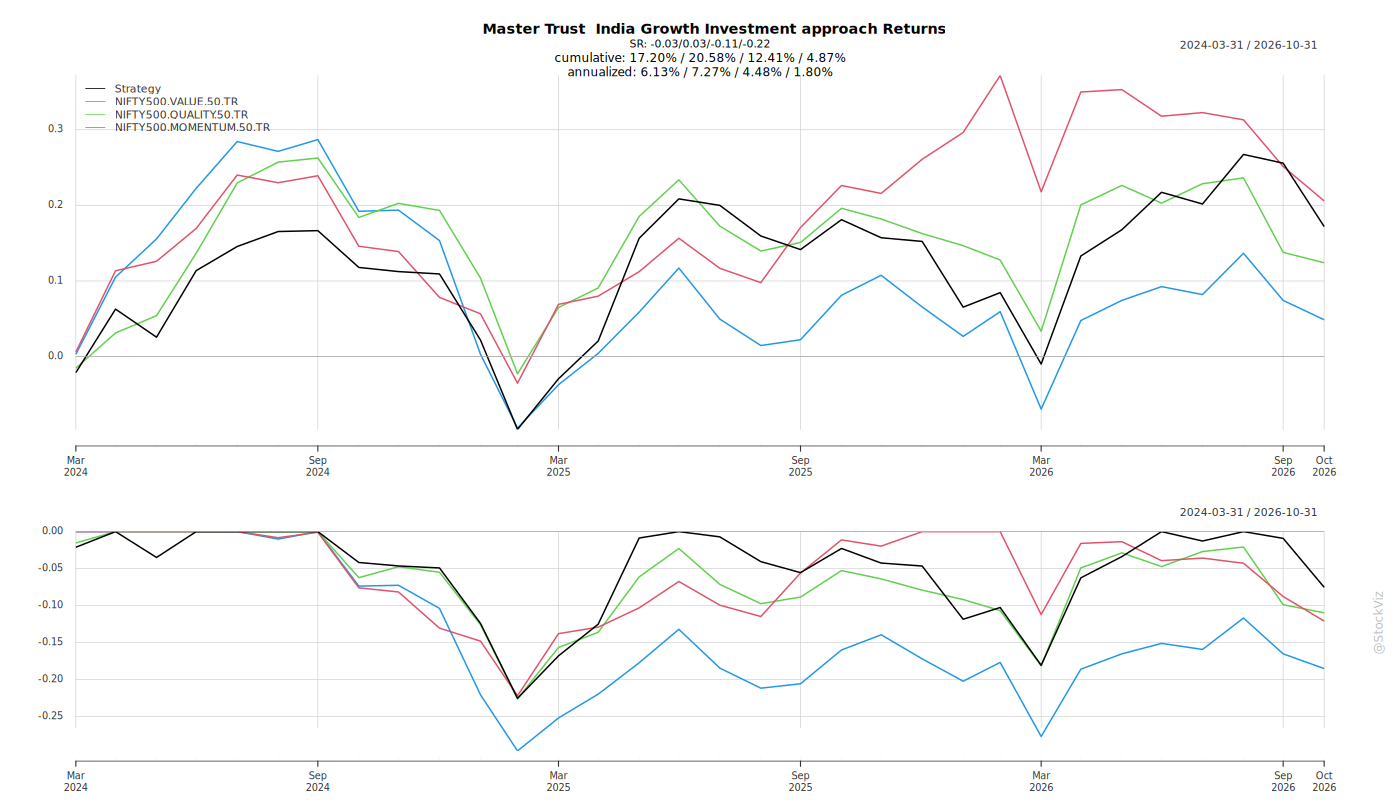 Master Trust  India Growth Investment approach Returns
SR: -0.03/0.03/-0.11/-0.22
cumulative: 17.20% / 20.58% / 12.41% / 4.87%
annualized: 6.13% / 7.27% / 4.48% / 1.80%
2024-03-31 / 2026-10-31
Strategy
NIFTY500.VALUE.50.TR
NIFTY500.QUALITY.50.TR
NIFTY500.MOMENTUM.50.TR
0.3
0.2
0.1
0.0
Mar Sep Mar Sep Mar Sep Oct
2024 2024 2025 2025 2026 2026 2026
2024-03-31 / 2026-10-31
0.00
-0.05
-0.10
-0.15
-0.20
-0.25
Mar Sep Mar Sep Mar Sep Oct
2024 2024 2025 2025 2026 2026 2026
@StockViz